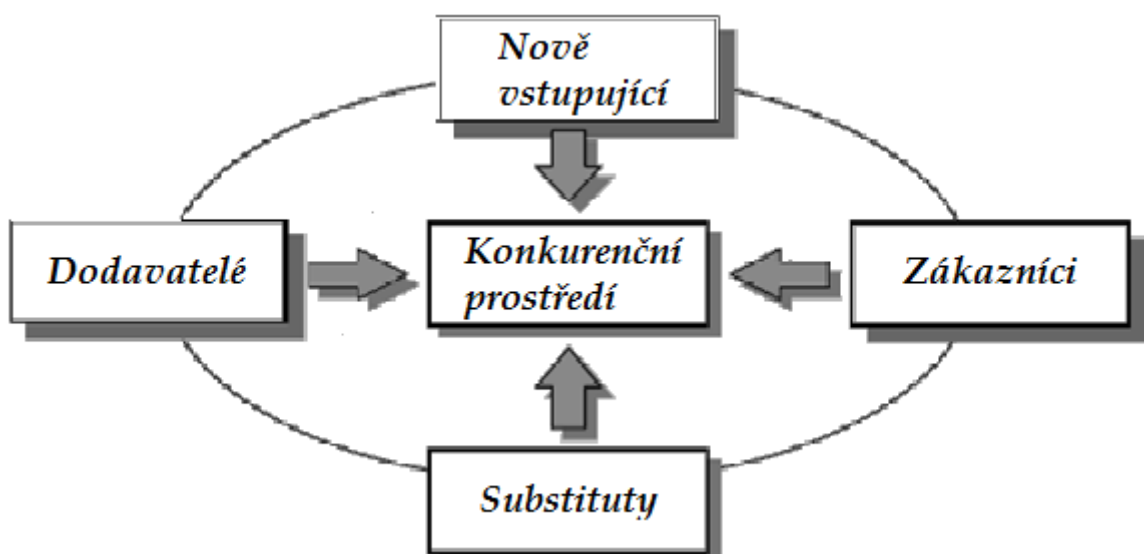 Nově
vstupující
Dodavatelé
Konkurenční
prostředí
Zákazníci
Substituty